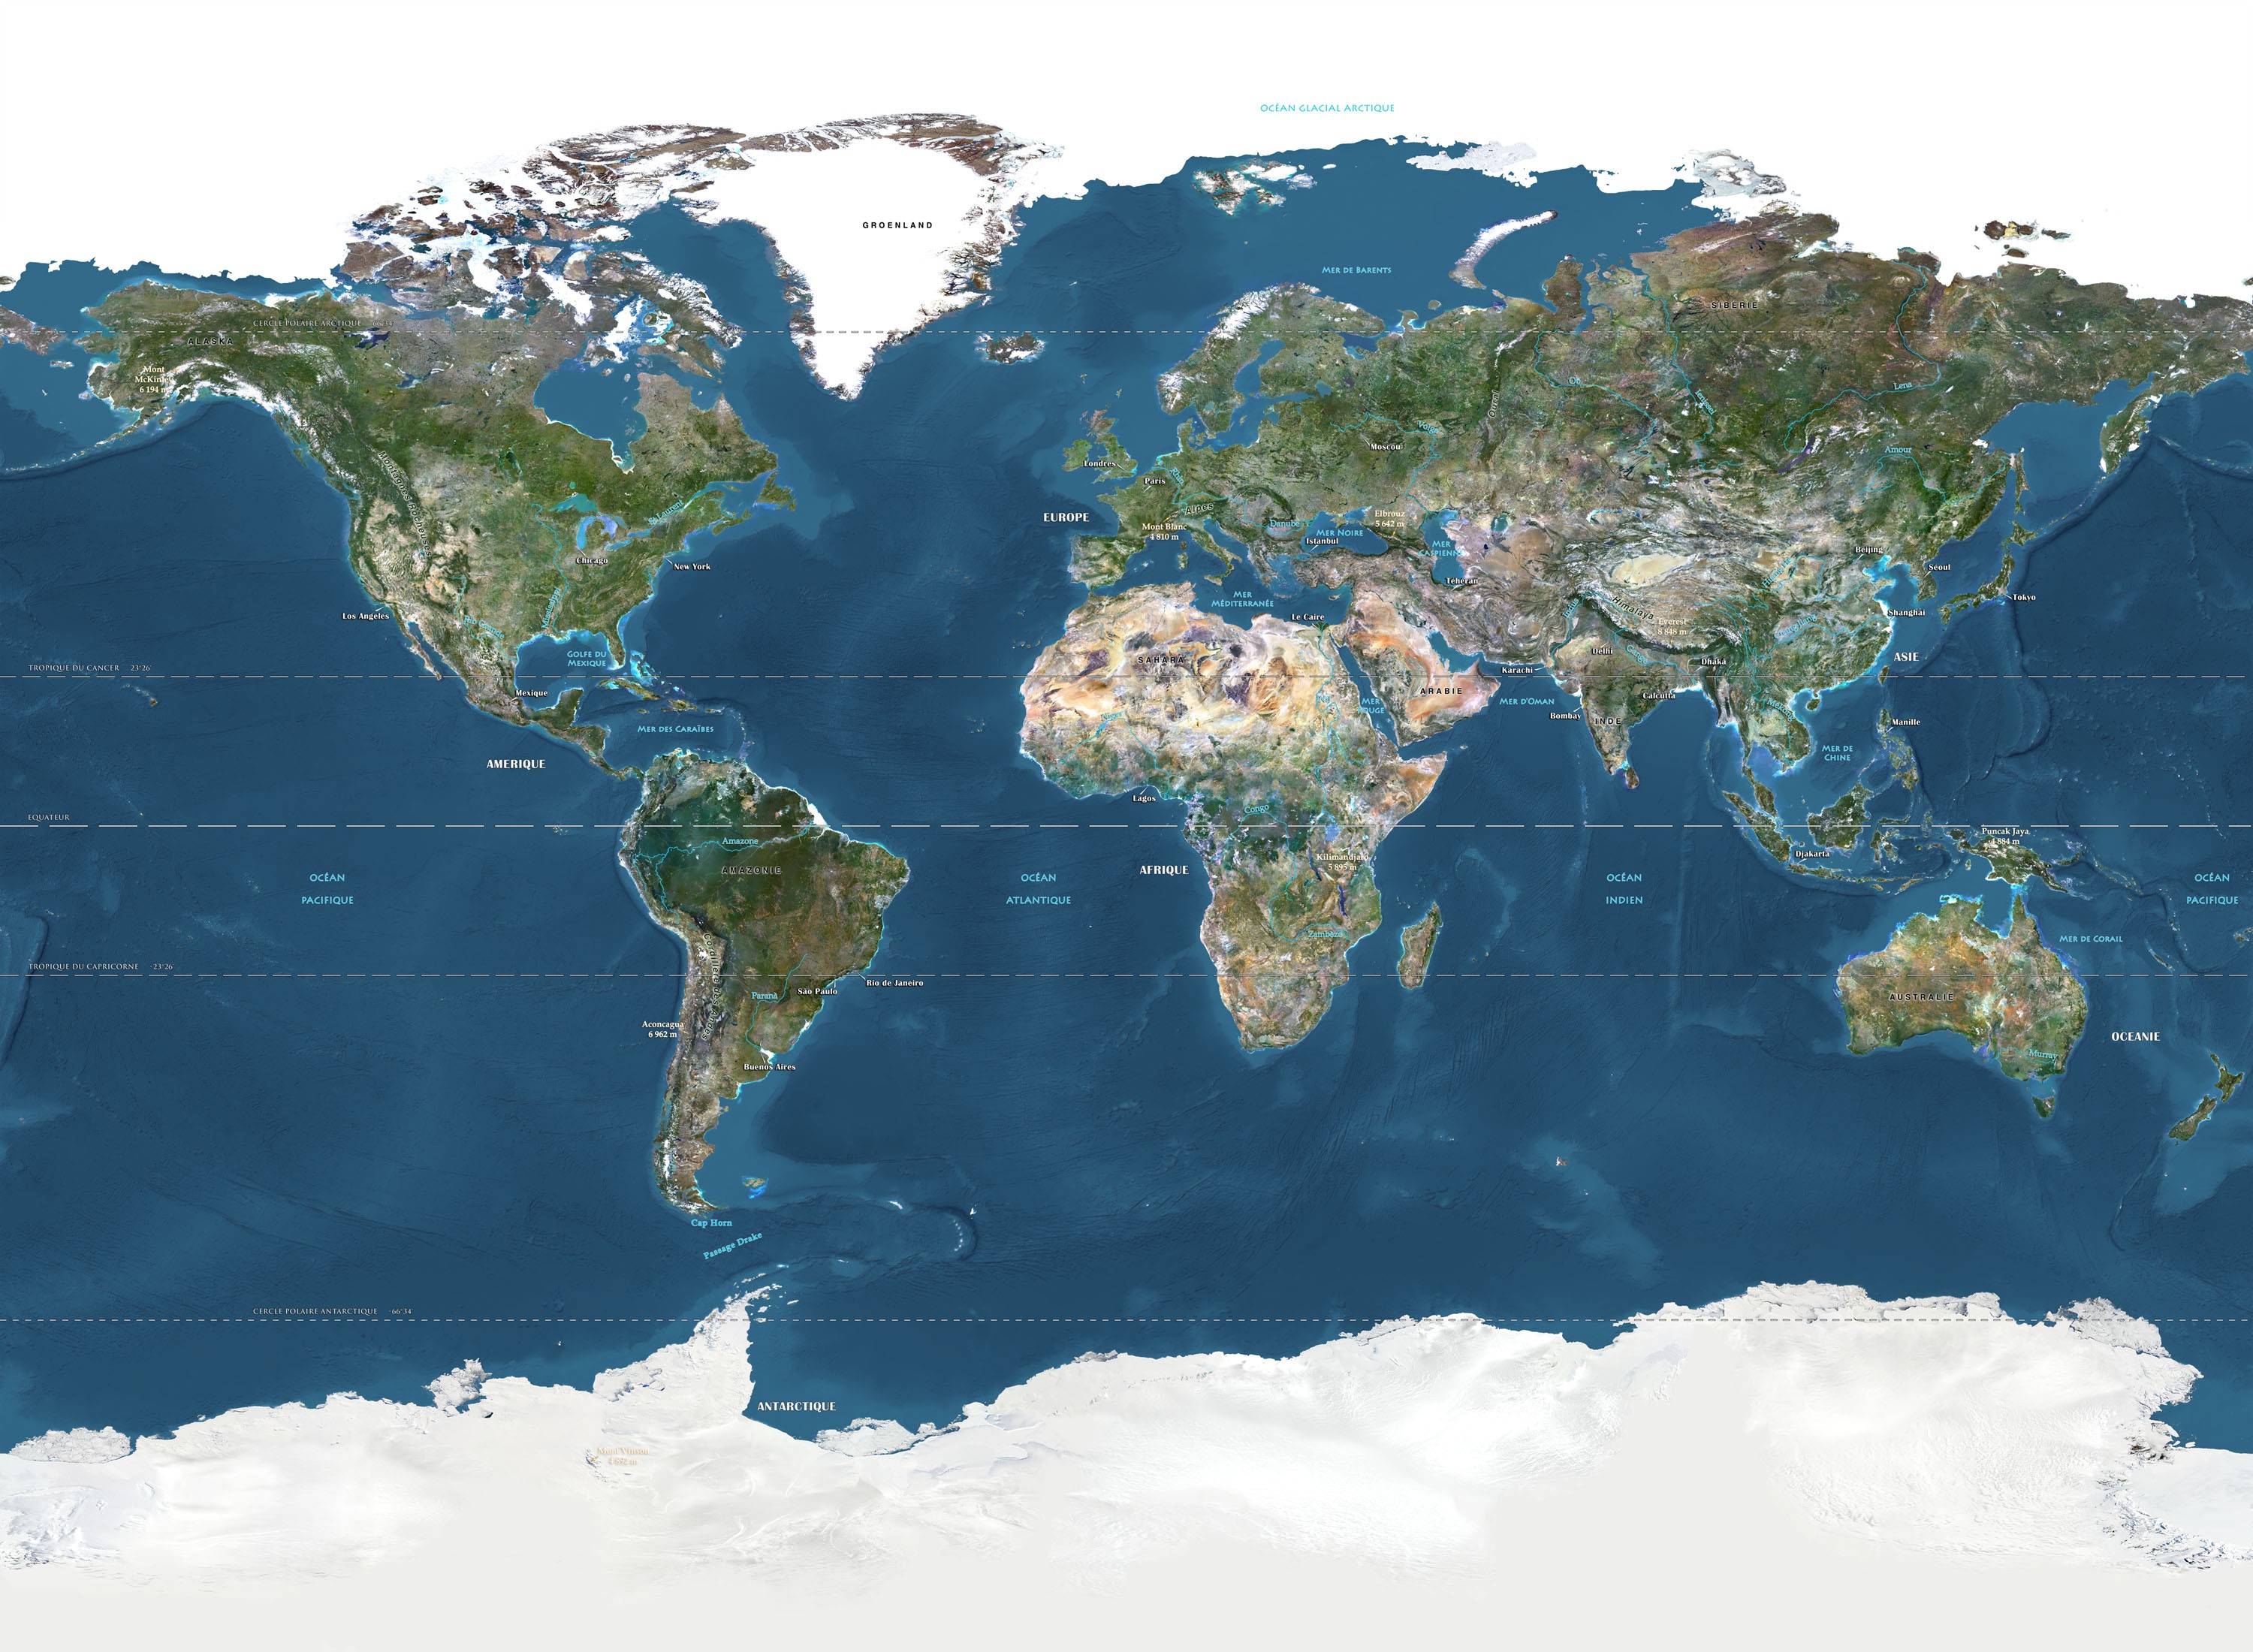 OCÉAN GLACIAL ARCTIQUE
GROENLAND
MER DE BARENTS
SIBERIE
CERCLE POLAIRE ARCTIQUE 66°34
ALASKA
Mont
McKinley
6 194 m
Ob
Ienissei
Lena
Oural
Volga
Moscou
Amour
Londres
Rhin
Paris
Montagnes Rocheuses
St Laurent
Alpes
EUROPE
Mont Blanc
4 810 m
Danube
Elbrouz
5 642 m
MER NOIRE
Istanbul
MER
CASPIENNE
Beijing
Chicago
New York
Séoul
Téhéran
Tokyo
MER
MÉDITERRANÉE
Indus
Himalaya
Los Angeles
Mississippi
Rio Grande
Le Caire
Shanghai
Everest
8 848 m
GOLFE DU
MEXIQUE
SAHARA
Delhi
Gange
Dhaka
ASIE
TROPIQUE DU CANCER 23°26'
Karachi
Mexique
ARABIE
Calcutta
MER D'OMAN
MER
ROUGE
Nil
Niger
Bombay
INDE
Mékong
Manille
MER DES CARAÏBES
MER DE
CHINE
AMERIQUE
Lagos
Congo
EQUATEUR
Amazone
AMAZONIE
Puncak Jaya
4 884 m
Djakarta
Kilimandjaro
5 895 m
AFRIQUE
OCÉAN
PACIFIQUE
OCÉAN
ATLANTIQUE
OCÉAN
INDIEN
OCÉAN
PACIFIQUE
Zambèze
MER DE CORAIL
Cordillère des Andes
TROPIQUE DU CAPRICORNE -23°26
Rio de Janeiro
São Paulo
Paranà
AUSTRALIE
Aconcagua
6 962 m
OCEANIE
Murray
Buenos Aires
Cap Horn
Passage Drake
CERCLE POLAIRE ANTARCTIQUE -66°34
ANTARCTIQUE
Mont Vinson